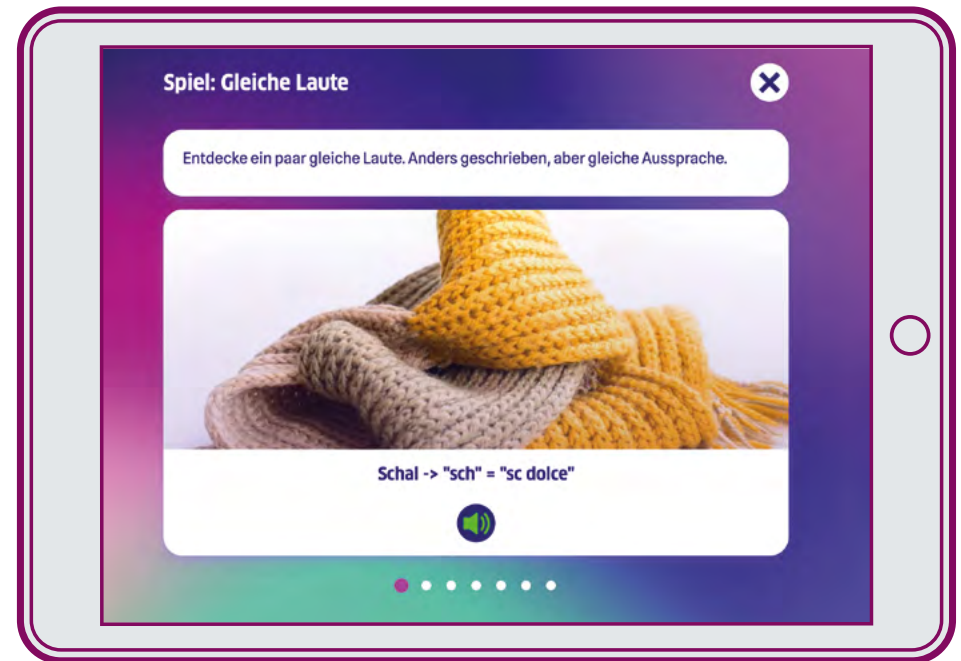 Spiel: Gleiche Laute
Entdecke ein paar gleiche Laute. Anders geschrieben, aber gleiche Aussprache.
Schal -> "sch" = "sc dolce"